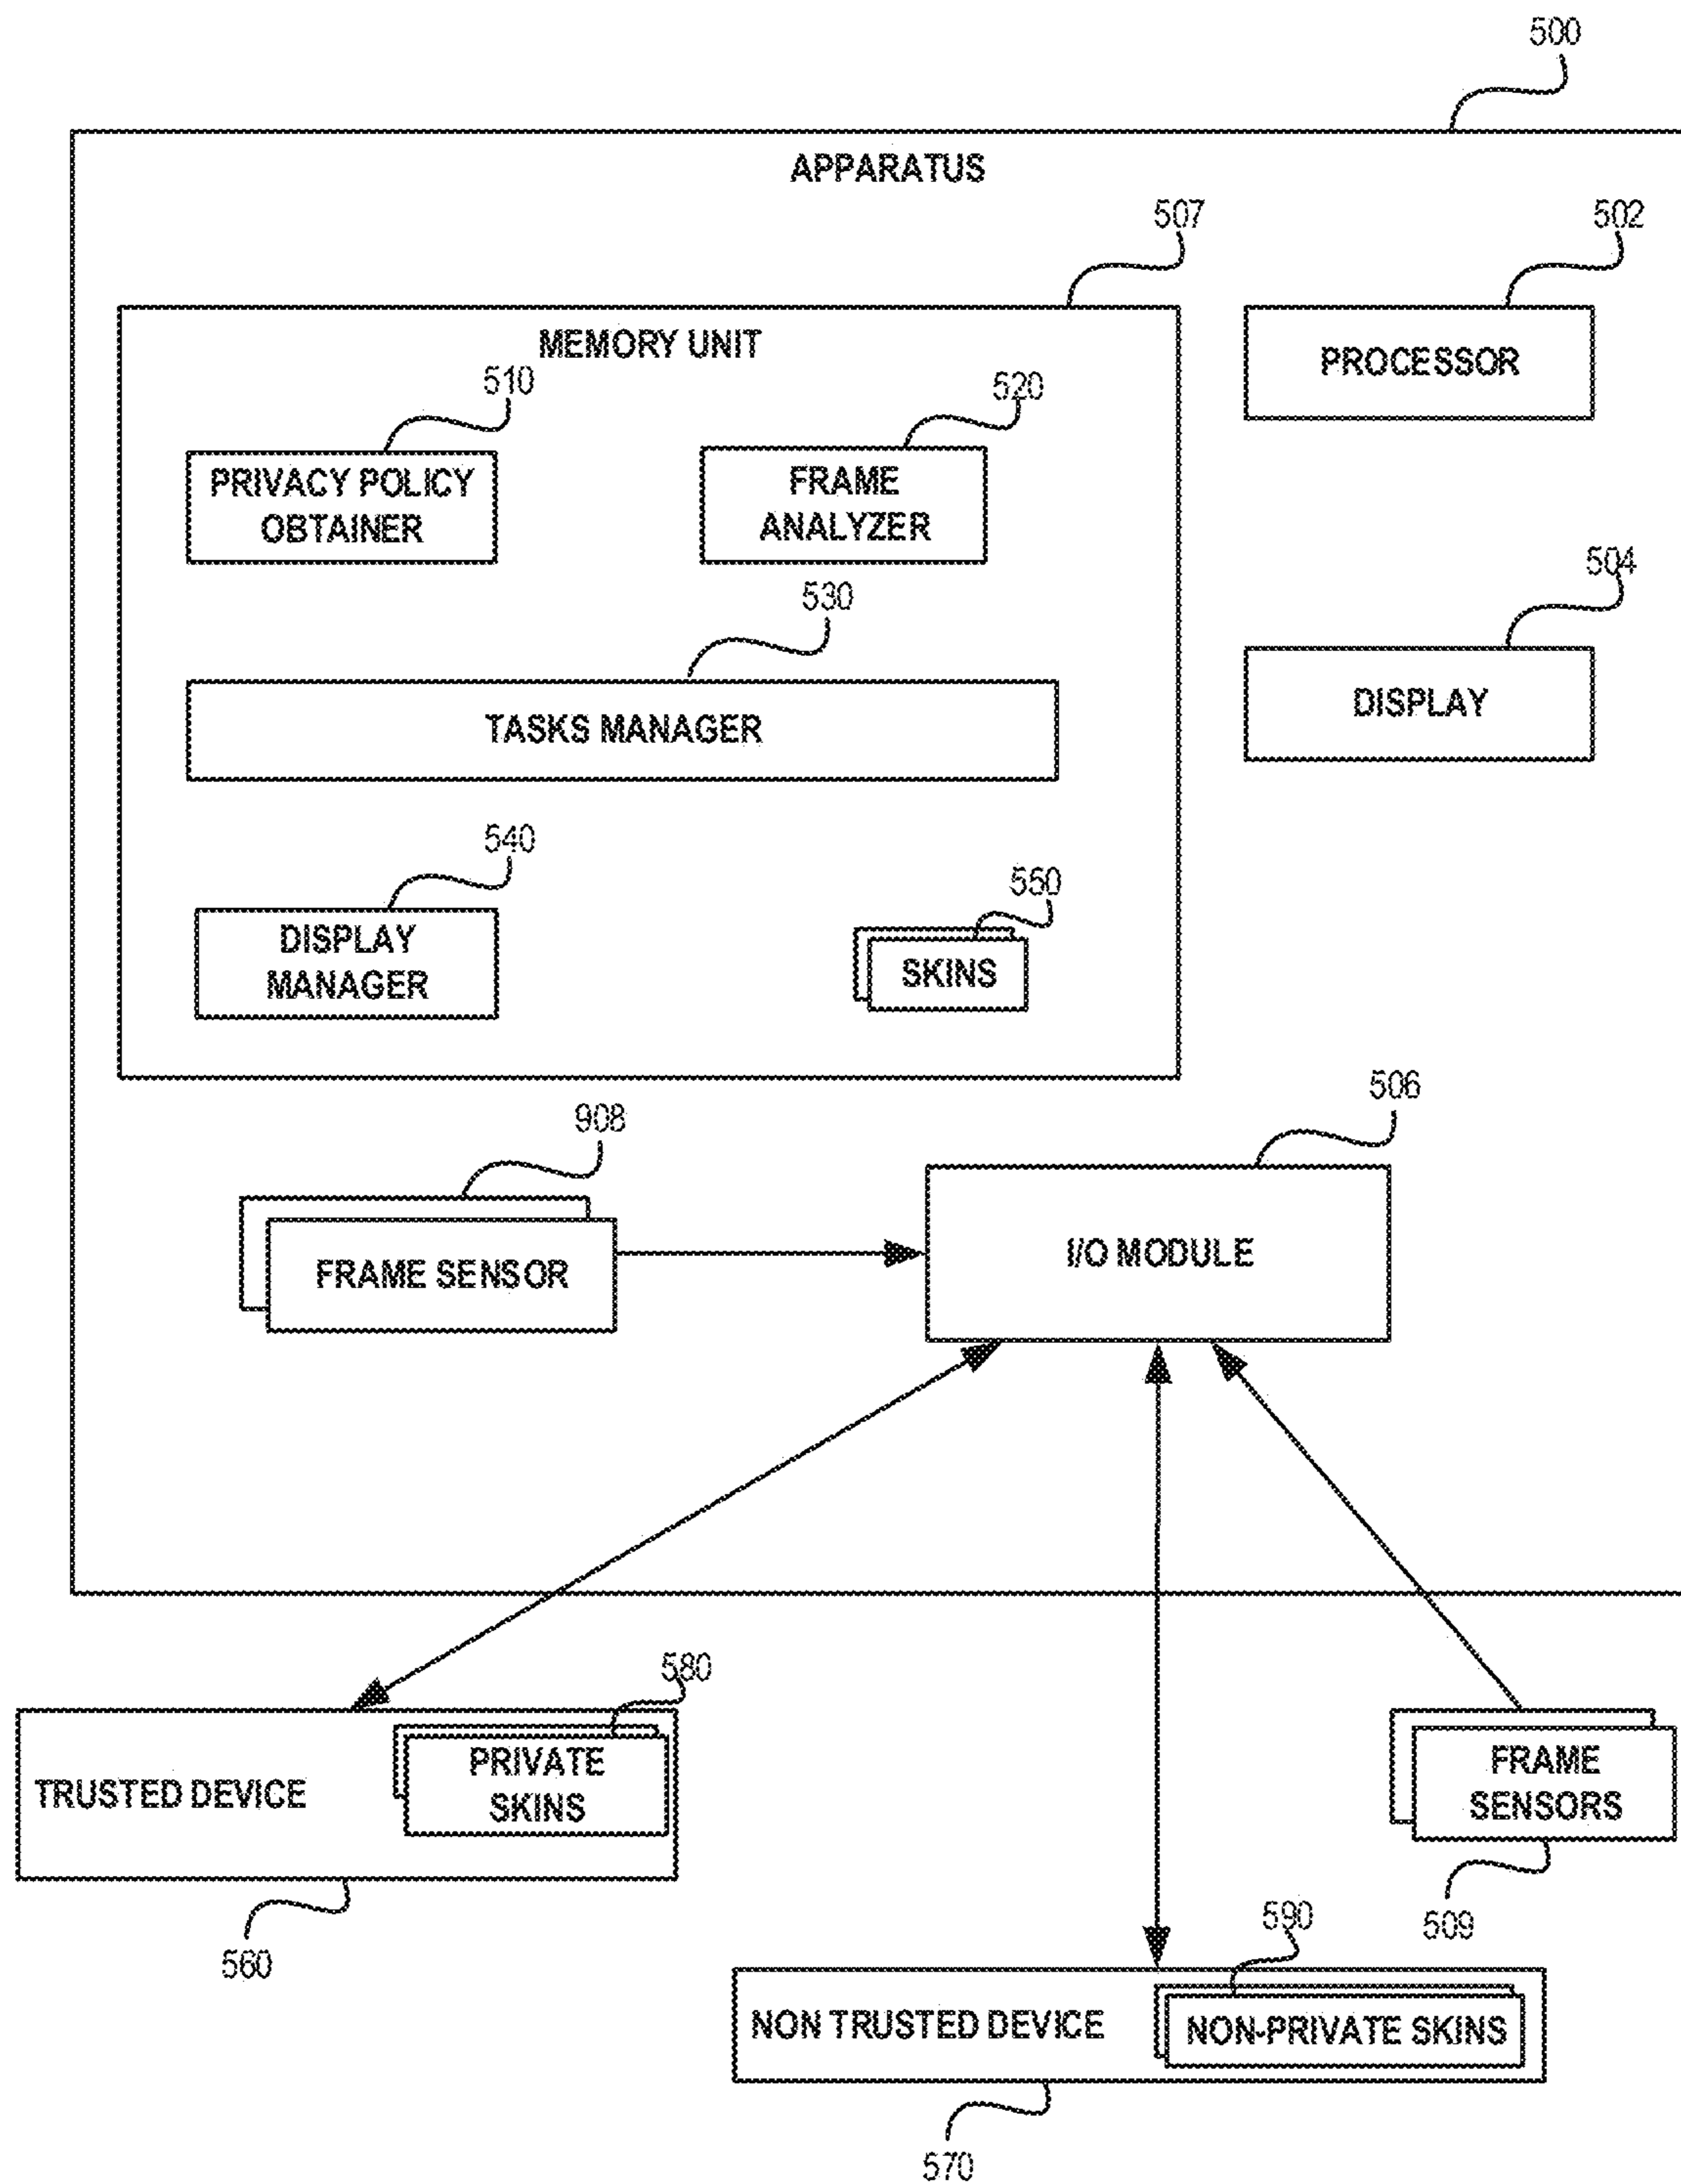 500
APPARATUS
507
502
MEMORY UNIT
PROCESSOR
510
520
PRIVACY POLICY
OBTAINER
FRAME
ANALYZER
504
530
DISPLAY
TASKS MANAGER
540
550
DISPLAY
MANAGER
SKINS
506
908
I/O MODULE
FRAME SENSOR
580
PRIVATE
SKINS
TRUSTED DEVICE
FRAME
SENSORS
560
590
509
NON TRUSTED DEVICE
NON-PRIVATE SKINS
570